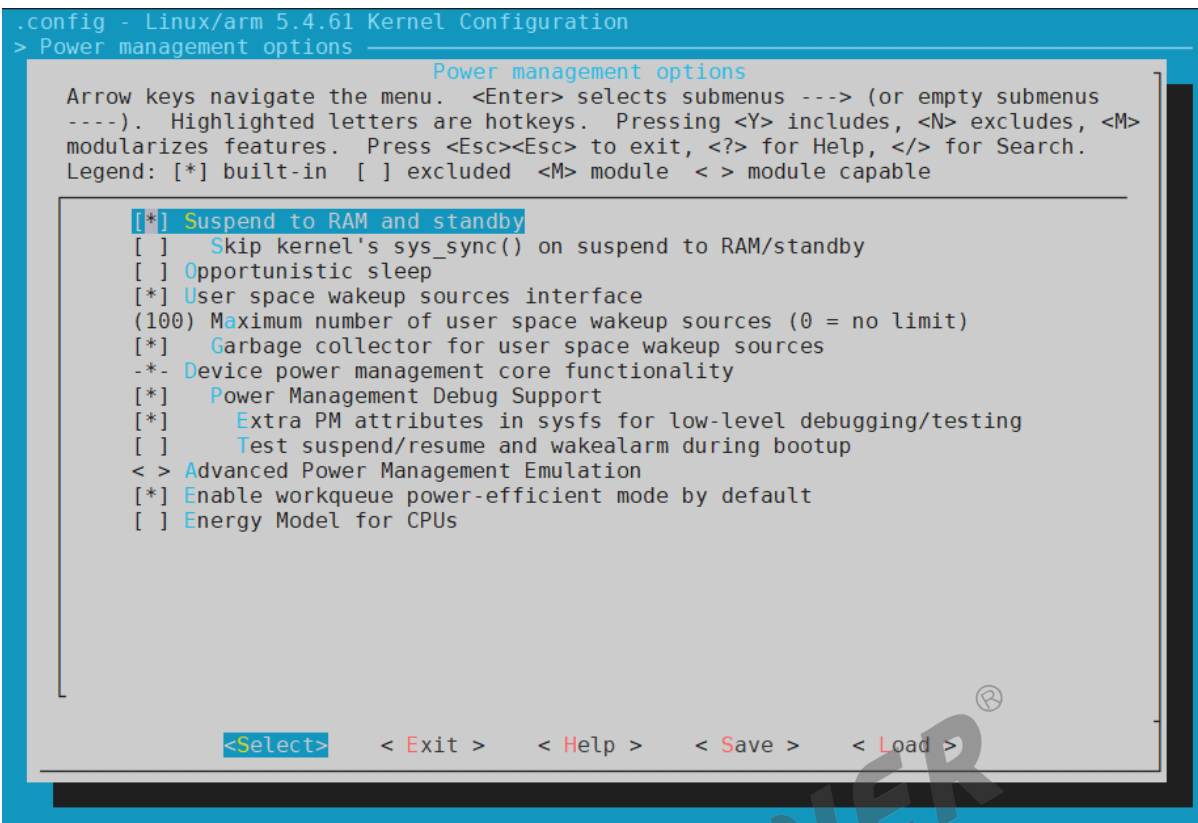 .config - Linux/arm 5.4.61 Kernel Configuration
> Power management options
Power management options
Arrow keys navigate the menu.  <Enter> selects submenus ---> (or empty submenus
----).  Highlighted letters are hotkeys.  Pressing <Y> includes, <N> excludes, <M>
modularizes features.  Press <Esc><Esc> to exit, <?> for Help, </> for Search.
Legend: [*] built-in  [ ] excluded  <M> module  < > module capable
[*] Suspend to RAM and standby
[ ]   Skip kernel's sys_sync() on suspend to RAM/standby
[ ] Opportunistic sleep
[*] User space wakeup sources interface
(100) Maximum number of user space wakeup sources (0 = no limit)
[*]   Garbage collector for user space wakeup sources
-*- Device power management core functionality
[*]   Power Management Debug Support
[*]     Extra PM attributes in sysfs for low-level debugging/testing
[ ]     Test suspend/resume and wakealarm during bootup
< > Advanced Power Management Emulation
[*] Enable workqueue power-efficient mode by default
[ ] Energy Model for CPUs
®
<Select>    < Exit >    < Help >    < Save >    < Load >